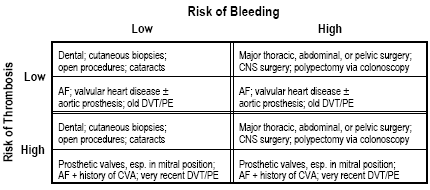 Risk of Bleeding
Low High
Risk of Thrombosis
Low
Dental; cutaneous biopsies; Major thoracic, abdominal, or pelvic surgery;
open procedures; cataracts CNS surgery; polypectomy via colonoscopy
AF; valvular heart disease ± AF; valvular heart disease ±
aortic prosthesis; old DVT/PE aortic prosthesis; old DVT/PE
High
Dental; cutaneous biopsies; Major thoracic, abdominal, or pelvic surgery;
open procedures; cataracts CNS surgery; polypectomy via colonoscopy
Prosthetic valves, esp. in mitral position; Prosthetic valves, esp. in mitral position;
AF + history of CVA; very recent DVT/PE AF + history of CVA; very recent DVT/PE